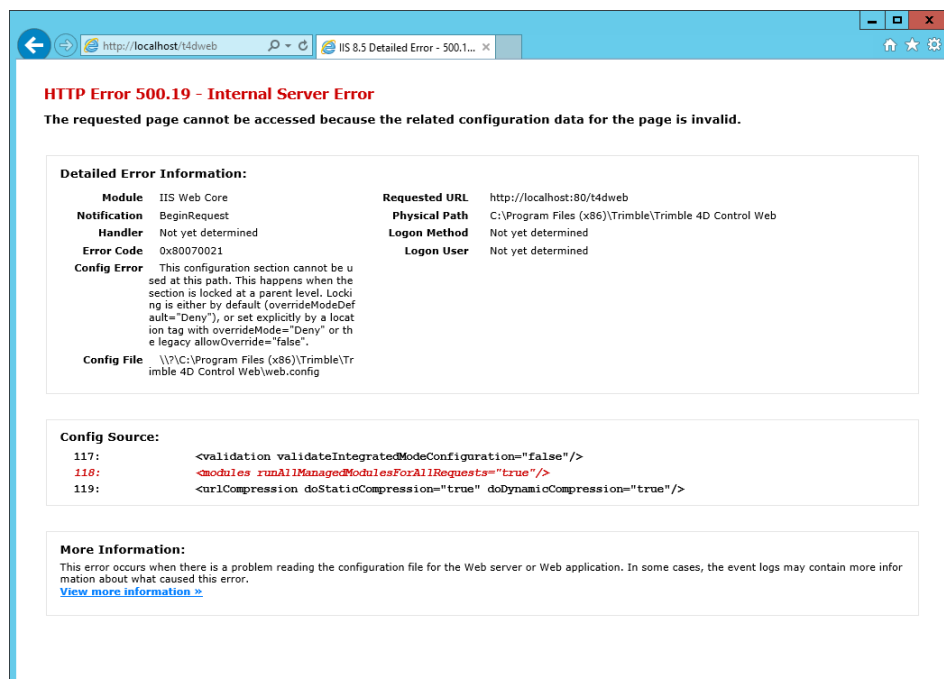 http://localhost/t4dweb
IIS 8.5 Detailed Error - 500.1...
HTTP Error 500.19 - Internal Server Error
The requested page cannot be accessed because the related configuration data for the page is invalid.
Detailed Error Information:
Module IIS Web Core
Notification BeginRequest
Handler Not yet determined
Error Code 0x80070021
Config Error This configuration section cannot be u
sed at this path. This happens when the
section is locked at a parent level. Locki
ng is either by default (overrideModeDef
ault="Deny"), or set explicitly by a locat
ion tag with overrideMode="Deny" or th
e legacy allowOverride="false".
Config File \\?\C:\Program Files (x86)\Trimble\Tr
imble 4D Control Web\web.config
Requested URL http://localhost:80/t4dweb
Physical Path C:\Program Files (x86)\Trimble\Trimble 4D Control Web
Logon Method Not yet determined
Logon User Not yet determined
Config Source:
117: <validation validateIntegratedModeConfiguration="false"/>
118: <modules runAllManagedModulesForAllRequests="true"/>
119: <urlCompression doStaticCompression="true" doDynamicCompression="true"/>
More Information:
This error occurs when there is a problem reading the configuration file for the Web server or Web application. In some cases, the event logs may contain more infor
mation about what caused this error.
View more information »